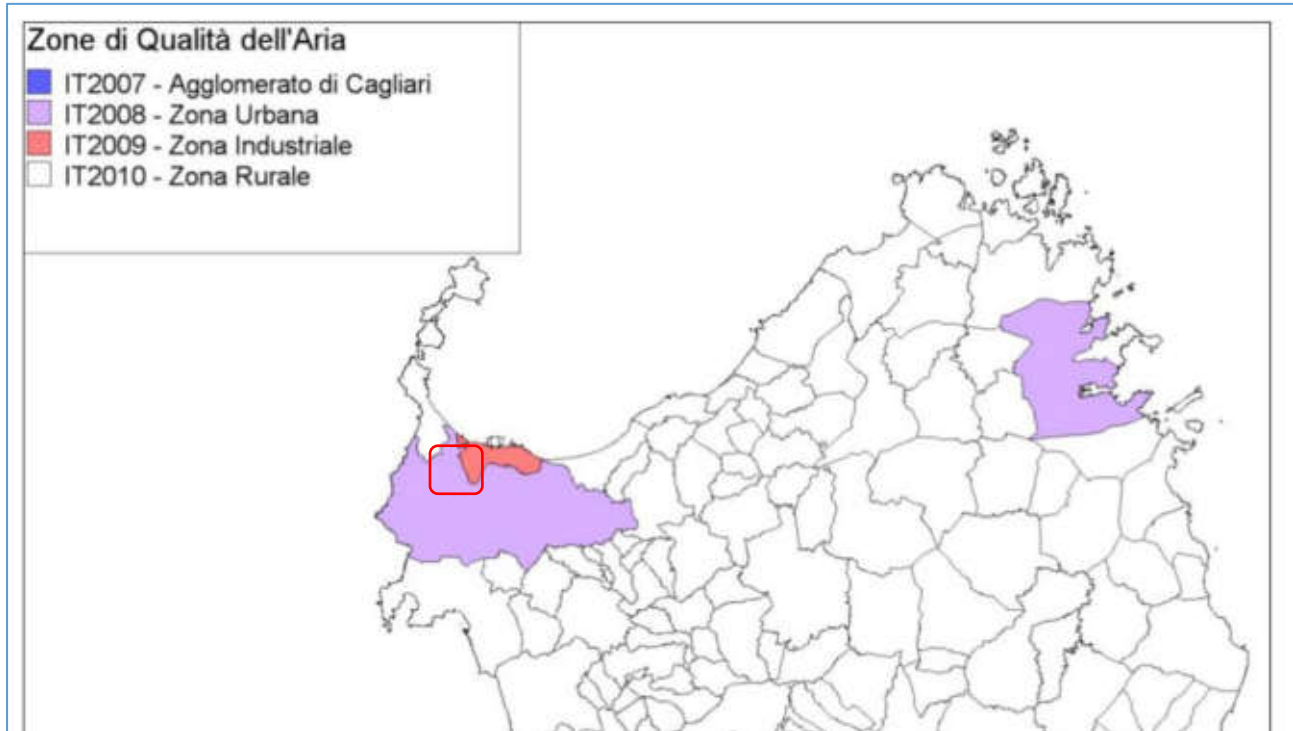 Zone di Qualità dell'Aria
IT2007 - Agglomerato di Cagliari
IT2008 - Zona Urbana
IT2009 - Zona Industriale
IT2010 - Zona Rurale